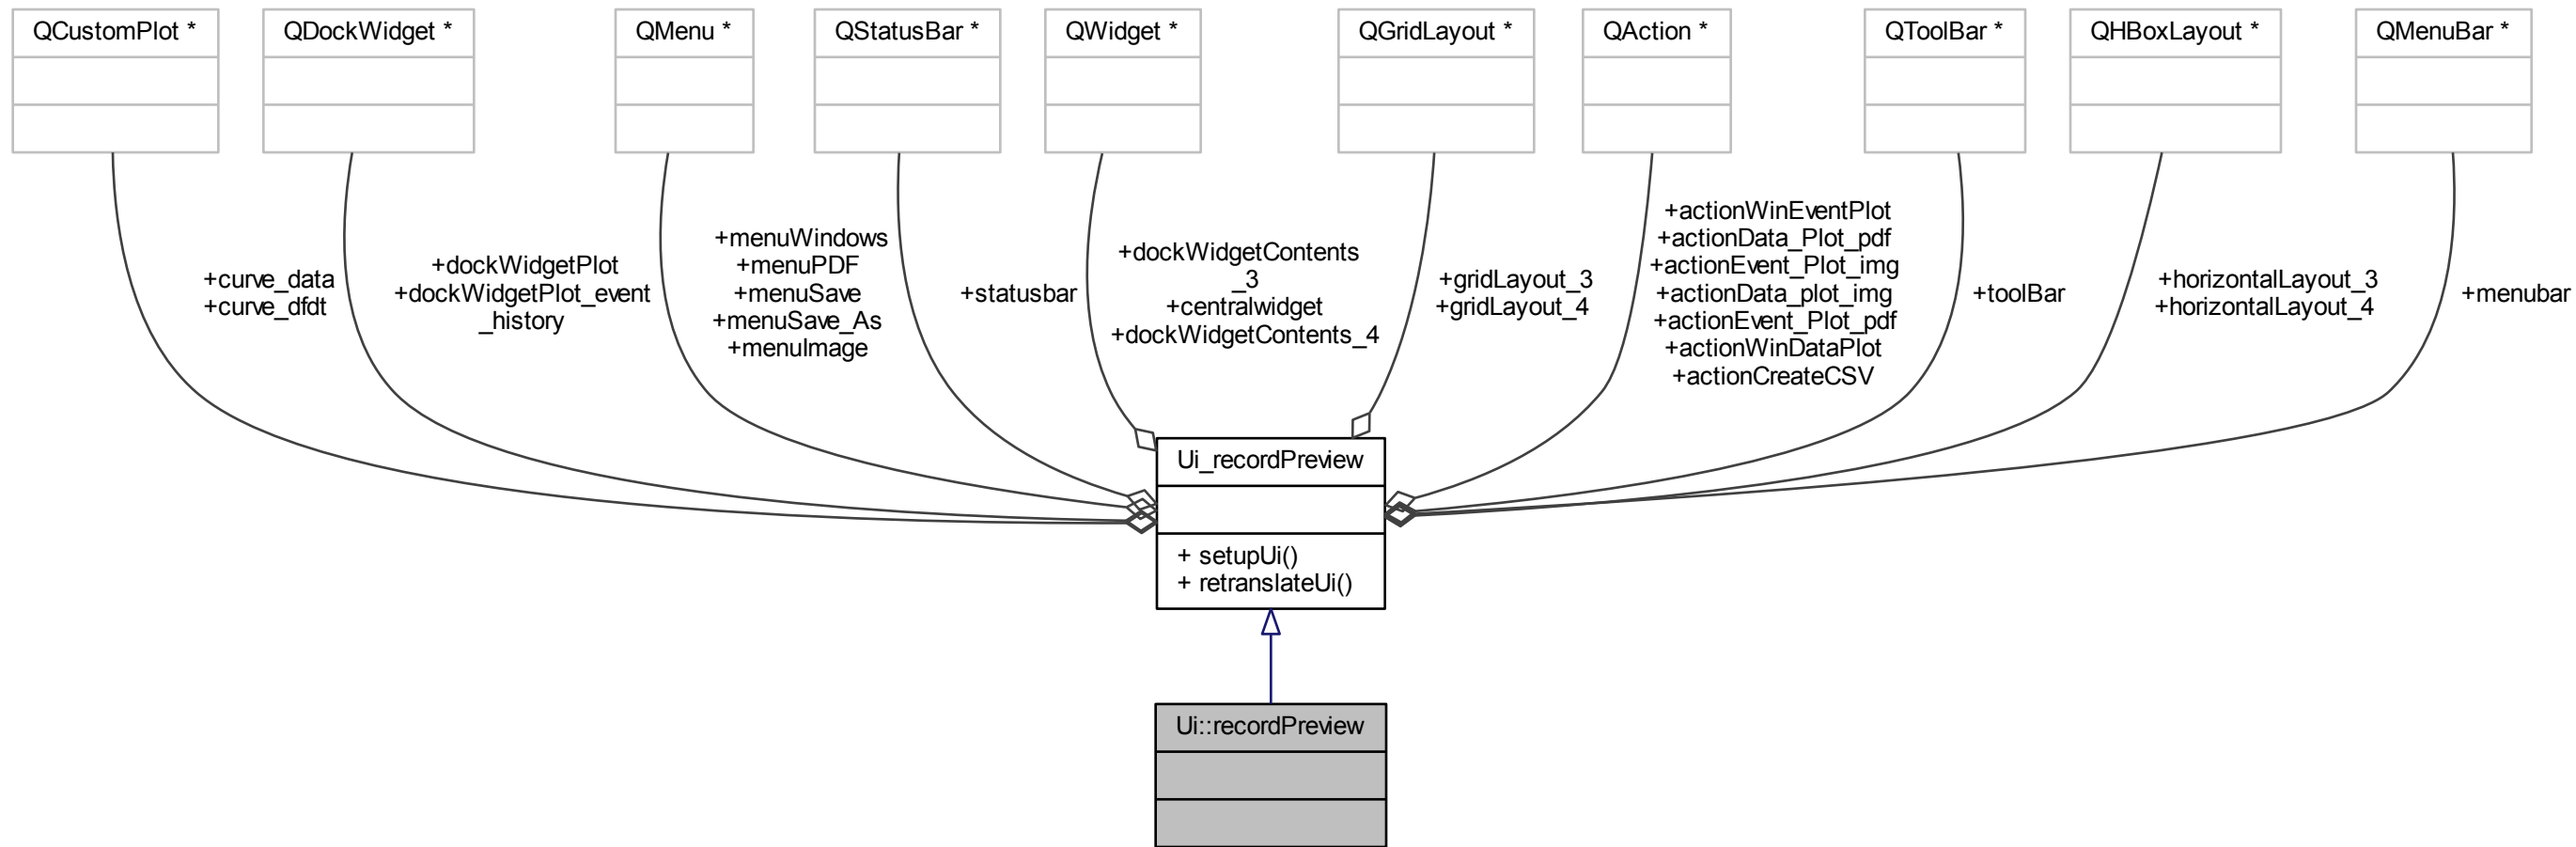 QCustomPlot *
QDockWidget *
QMenu *
QStatusBar *
QWidget *
QGridLayout *
QAction *
QToolBar *
QHBoxLayout *
QMenuBar *
+curve_data
+curve_dfdt
+dockWidgetPlot
+dockWidgetPlot_event
_history
+menuWindows
+menuPDF
+menuSave
+menuSave_As
+menuImage
+statusbar
+dockWidgetContents
_3
+centralwidget
+dockWidgetContents_4
+gridLayout_3
+gridLayout_4
+actionWinEventPlot
+actionData_Plot_pdf
+actionEvent_Plot_img
+actionData_plot_img
+actionEvent_Plot_pdf
+actionWinDataPlot
+actionCreateCSV
+toolBar
+horizontalLayout_3
+horizontalLayout_4
+menubar
Ui_recordPreview
+ setupUi()
+ retranslateUi()
Ui::recordPreview